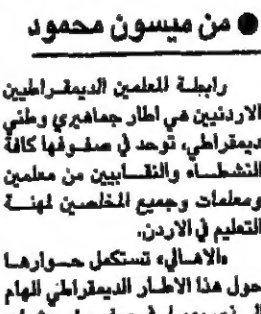 ● من ميسون محمود
رابطة المعلمين الديمقراطيين
الاردنيين هي اطار جماهيري وطني
ديمقراطي، توحد في صفوفها كافة
النشطاء والنقابيين من معلمين
ومعلمات وجميع المخلصين لمهنة
التعليم في الاردن.
«الاهالي» تستكمل حوارها
حول هذا الاطار الديمقراطي الهام